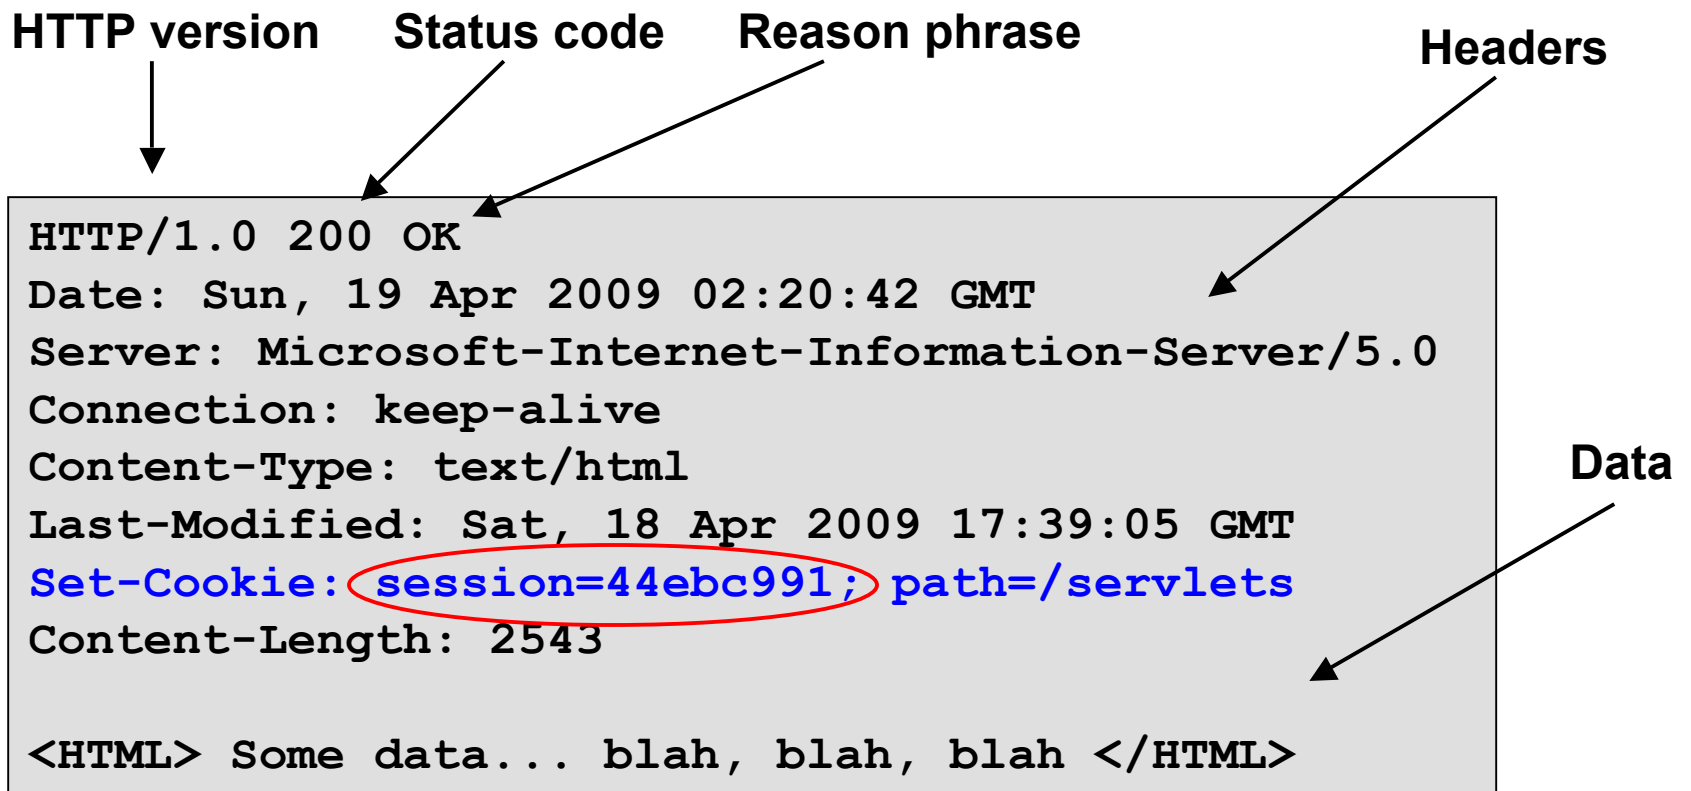 HTTP version Status code Reason phrase Headers
HTTP/1.0 200 OK
Date: Sun, 19 Apr 2009 02:20:42 GMT
Server: Microsoft-Internet-Information-Server/5.0
Connection: keep-alive
Content-Type: text/html
Data
Last-Modified: Sat, 18 Apr 2009 17:39:05 GMT
Set-Cookie: session=44ebc991; path=/servlets
Content-Length: 2543
<HTML> Some data... blah, blah, blah </HTML>